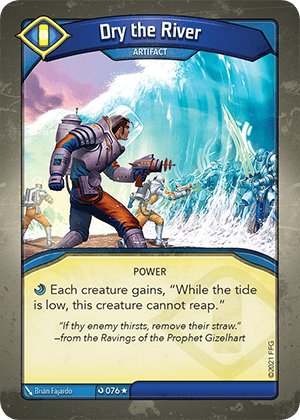 Dry the River
ARTIFACT
POWER
Each creature gains, “While the tide
is low, this creature cannot reap.”
“If thy enemy thirsts, remove their straw.”
–from the Ravings of the Prophet Gizelhart
©2021 FFG
Brian Fajardo
076